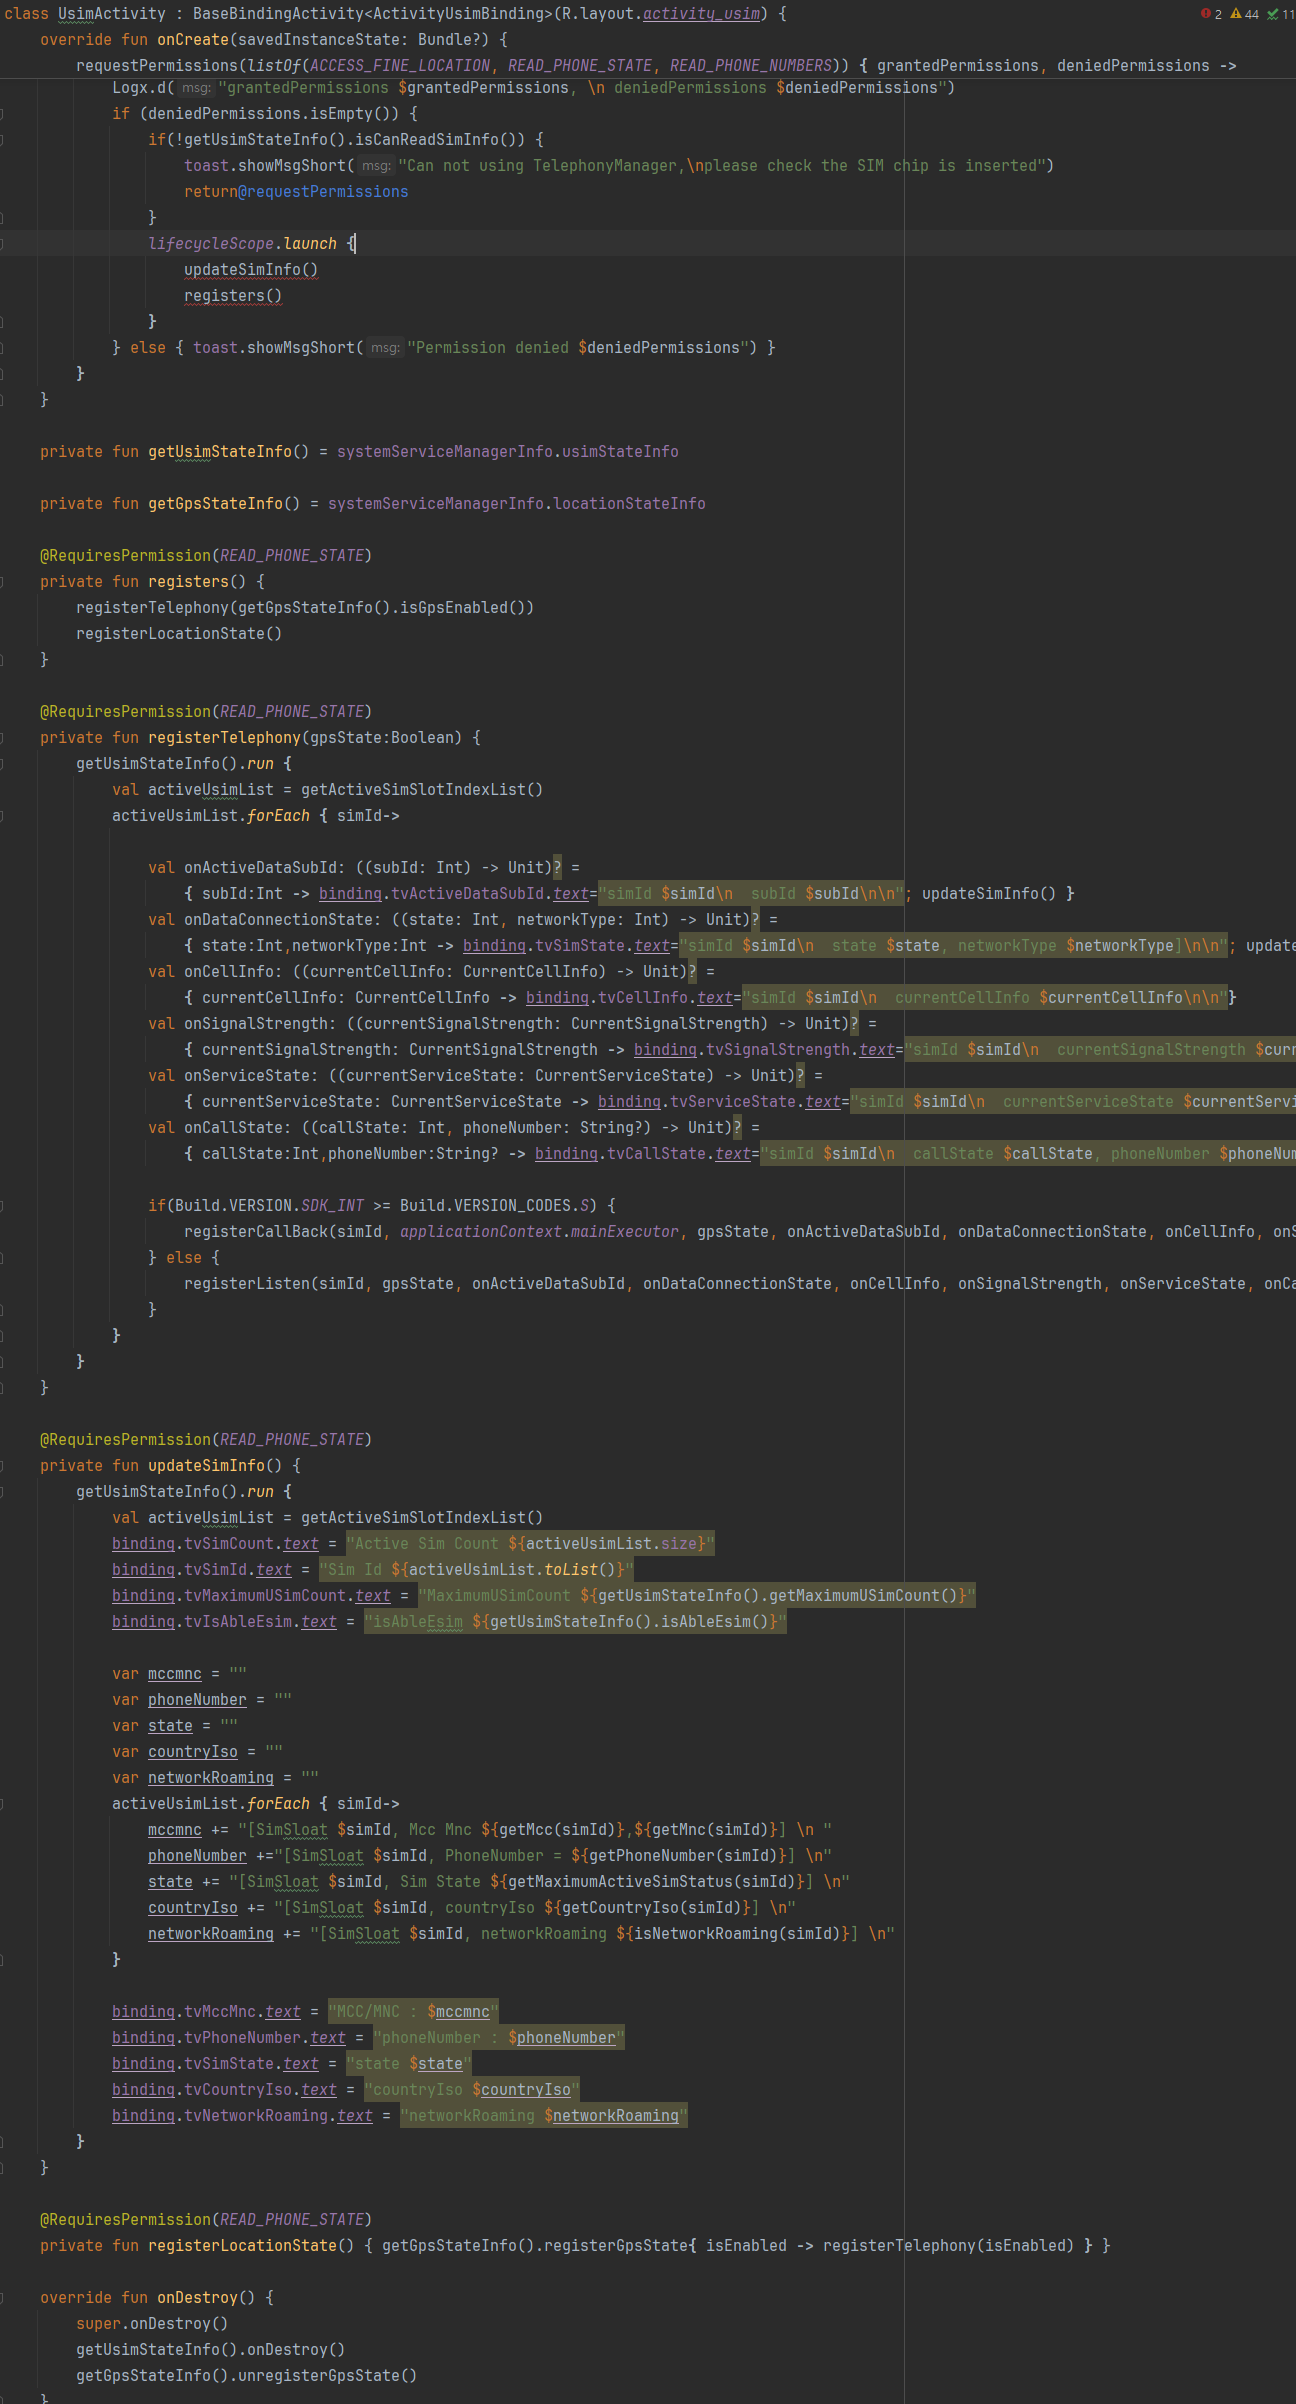 class UsimActivity : BaseBindingActivity<ActivityUsimBinding>(R.layout.activity_usim) {
2 44 11
override fun onCreate(savedInstanceState: Bundle?) {
requestPermissions(listOf(ACCESS_FINE_LOCATION, READ_PHONE_STATE, READ_PHONE_NUMBERS)) { grantedPermissions, deniedPermissions ->
Logx.d( msg: "grantedPermissions $grantedPermissions, \n deniedPermissions $deniedPermissions")
if (deniedPermissions.isEmpty()) {
if(!getUsimStateInfo().isCanReadSimInfo()) {
toast.showMsgShort( msg: "Can not using TelephonyManager,\nplease check the SIM chip is inserted")
return@requestPermissions
}
lifecycleScope.launch {
updateSimInfo()
registers()
}
} else { toast.showMsgShort( msg: "Permission denied $deniedPermissions") }
}
}
private fun getUsimStateInfo() = systemServiceManagerInfo.usimStateInfo
private fun getGpsStateInfo() = systemServiceManagerInfo.locationStateInfo
@RequiresPermission(READ_PHONE_STATE)
private fun registers() {
registerTelephony(getGpsStateInfo().isGpsEnabled())
registerLocationState()
}
@RequiresPermission(READ_PHONE_STATE)
private fun registerTelephony(gpsState:Boolean) {
getUsimStateInfo().run {
val activeUsimList = getActiveSimSlotIndexList()
activeUsimList.forEach { simId->
val onActiveDataSubId: ((subId: Int) -> Unit)? =
{ subId:Int -> binding.tvActiveDataSubId.text="simId $simId\n  subId $subId\n\n"; updateSimInfo() }
val onDataConnectionState: ((state: Int, networkType: Int) -> Unit)? =
{ state:Int,networkType:Int -> binding.tvSimState.text="simId $simId\n  state $state, networkType $networkType]\n\n"; update
val onCellInfo: ((currentCellInfo: CurrentCellInfo) -> Unit)? =
{ currentCellInfo: CurrentCellInfo -> binding.tvCellInfo.text="simId $simId\n  currentCellInfo $currentCellInfo\n\n"}
val onSignalStrength: ((currentSignalStrength: CurrentSignalStrength) -> Unit)? =
{ currentSignalStrength: CurrentSignalStrength -> binding.tvSignalStrength.text="simId $simId\n  currentSignalStrength $curr
val onServiceState: ((currentServiceState: CurrentServiceState) -> Unit)? =
{ currentServiceState: CurrentServiceState -> binding.tvServiceState.text="simId $simId\n  currentServiceState $currentServi
val onCallState: ((callState: Int, phoneNumber: String?) -> Unit)? =
{ callState:Int,phoneNumber:String? -> binding.tvCallState.text="simId $simId\n  callState $callState, phoneNumber $phoneNum
if(Build.VERSION.SDK_INT >= Build.VERSION_CODES.S) {
registerCallBack(simId, applicationContext.mainExecutor, gpsState, onActiveDataSubId, onDataConnectionState, onCellInfo, onS
} else {
registerListen(simId, gpsState, onActiveDataSubId, onDataConnectionState, onCellInfo, onSignalStrength, onServiceState, onCa
}
}
}
}
@RequiresPermission(READ_PHONE_STATE)
private fun updateSimInfo() {
getUsimStateInfo().run {
val activeUsimList = getActiveSimSlotIndexList()
binding.tvSimCount.text = "Active Sim Count ${activeUsimList.size}"
binding.tvSimId.text = "Sim Id ${activeUsimList.toList()}"
binding.tvMaximumUSimCount.text = "MaximumUSimCount ${getUsimStateInfo().getMaximumUSimCount()}"
binding.tvIsAbleEsim.text = "isAbleEsim ${getUsimStateInfo().isAbleEsim()}"
var mccmnc = ""
var phoneNumber = ""
var state = ""
var countryIso = ""
var networkRoaming = ""
activeUsimList.forEach { simId->
mccmnc += "[SimSloat $simId, Mcc Mnc ${getMcc(simId)},${getMnc(simId)}] \n "
phoneNumber +="[SimSloat $simId, PhoneNumber = ${getPhoneNumber(simId)}] \n"
state += "[SimSloat $simId, Sim State ${getMaximumActiveSimStatus(simId)}] \n"
countryIso += "[SimSloat $simId, countryIso ${getCountryIso(simId)}] \n"
networkRoaming += "[SimSloat $simId, networkRoaming ${isNetworkRoaming(simId)}] \n"
}
binding.tvMccMnc.text = "MCC/MNC : $mccmnc"
binding.tvPhoneNumber.text = "phoneNumber : $phoneNumber"
binding.tvSimState.text = "state $state"
binding.tvCountryIso.text = "countryIso $countryIso"
binding.tvNetworkRoaming.text = "networkRoaming $networkRoaming"
}
}
@RequiresPermission(READ_PHONE_STATE)
private fun registerLocationState() { getGpsStateInfo().registerGpsState{ isEnabled -> registerTelephony(isEnabled) } }
override fun onDestroy() {
super.onDestroy()
getUsimStateInfo().onDestroy()
getGpsStateInfo().unregisterGpsState()
}